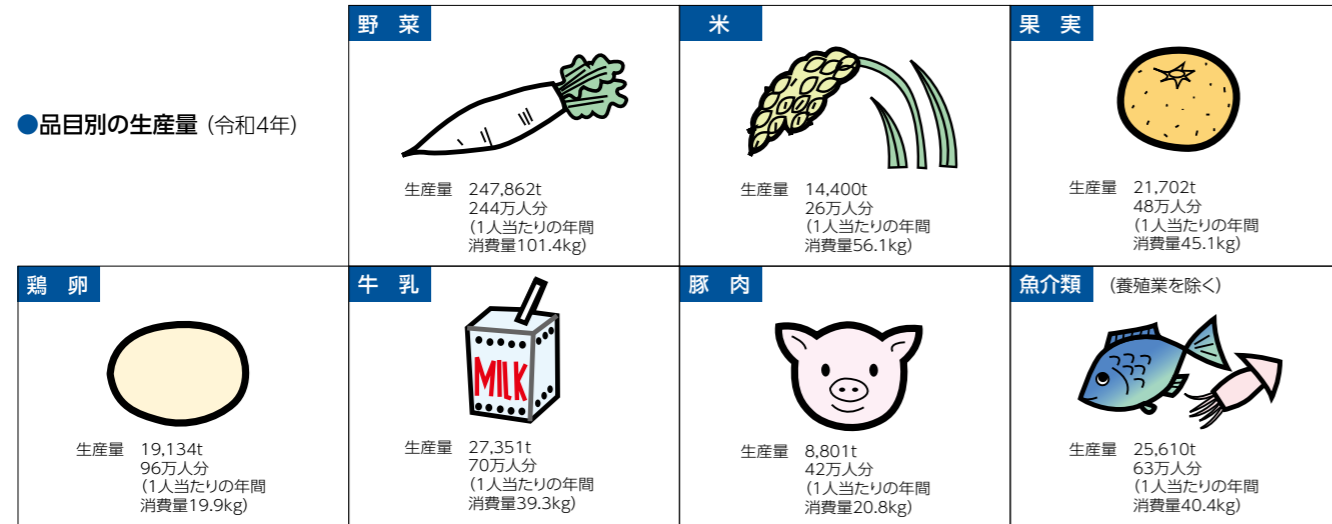 ●品目別の生産量 (令和4年)
野 菜
生産量 247,862t
244万人分
(1人当たりの年間
消費量101.4kg)
米
生産量 14,400t
26万人分
(1人当たりの年間
消費量56.1kg)
果 実
生産量 21,702t
48万人分
(1人当たりの年間
消費量45.1kg)
鶏 卵
生産量 19,134t
96万人分
(1人当たりの年間
消費量19.9kg)
牛 乳
MILK
生産量 27,351t
70万人分
(1人当たりの年間
消費量39.3kg)
豚 肉
生産量 8,801t
42万人分
(1人当たりの年間
消費量20.8kg)
魚介類 (養殖業を除く)
生産量 25,610t
63万人分
(1人当たりの年間
消費量40.4kg)